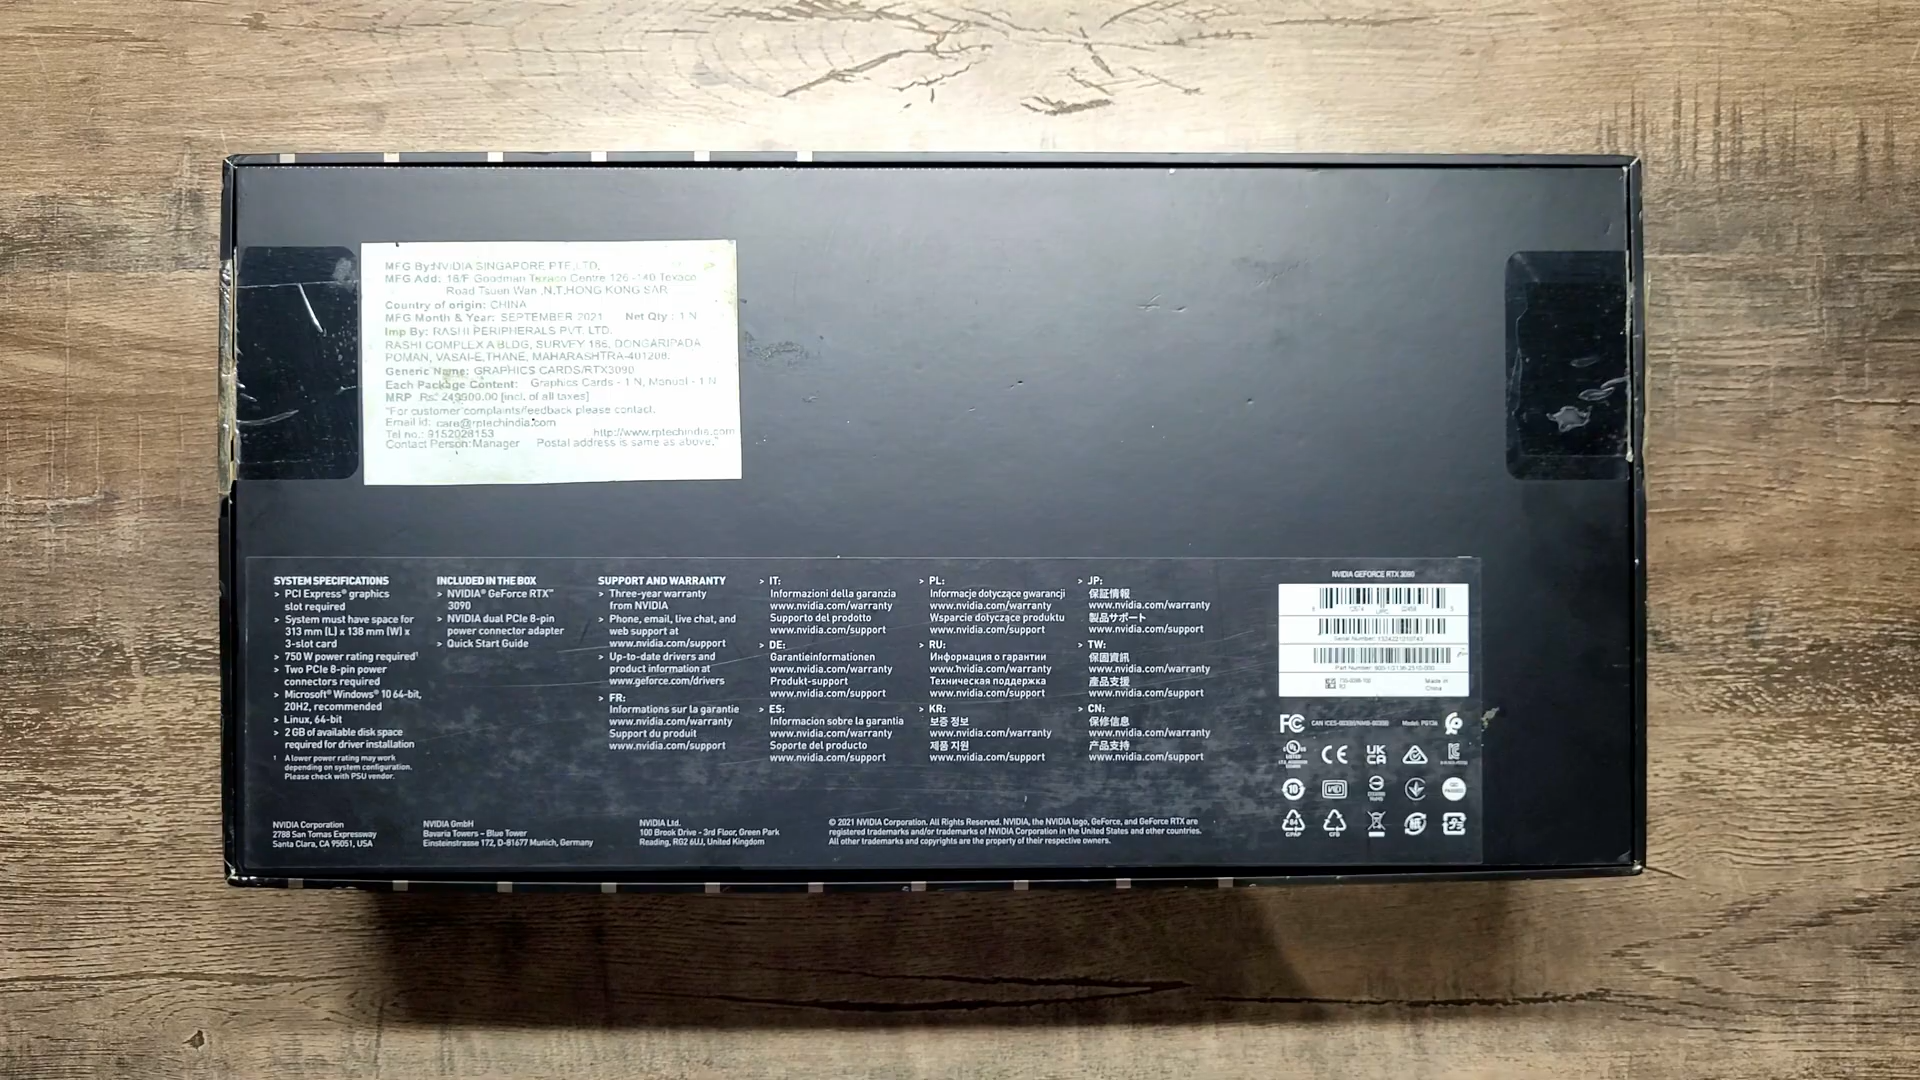 MFG By:NVIDIA SINGAPORE PTE.LTD,
MFG Add: 16/F Goodman Texaco Centre 126 -140 Texaco
Road Tsuen Wan ,N.T.HONG KONG SAR
Country of origin: CHINA
MFG Month & Year: SEPTEMBER 2021 Net Qty : 1 N
Imp By: RASHI PERIPHERALS PVT. LTD.
RASHI COMPLEX A BLDG, SURVEY 186, DONGARIPADA
POMAN, VASAI-E,THANE, MAHARASHTRA-401208.
Generic Name: GRAPHICS CARDS/RTX3090
Each Package Content: Graphics Cards - 1 N, Manual - 1 N
MRP Rs. [incl. of all taxes]
"For customer complaints/feedback please contact.
Email id: care@rptechindia.com
Tel no.: 9152028153 http://www.rptechindia.com
Contact Person:Manager Postal address is same as above."
SYSTEM SPECIFICATIONS
> PCI Express® graphics
slot required
> System must have space for
313 mm (L) x 138 mm (W) x
3-slot card
> 750 W power rating required¹
> Two PCIe 8-pin power
connectors required
> Microsoft® Windows® 10 64-bit,
20H2, recommended
> Linux, 64-bit
> 2 GB of available disk space
required for driver installation
¹ A lower power rating may work
depending on system configuration.
Please check with PSU vendor.
INCLUDED IN THE BOX
> NVIDIA® GeForce RTX™
3090
> NVIDIA dual PCIe 8-pin
power connector adapter
> Quick Start Guide
SUPPORT AND WARRANTY
> Three-year warranty
from NVIDIA
> Phone, email, live chat, and
web support at
www.nvidia.com/support
> Up-to-date drivers and
product information at
www.geforce.com/drivers
> FR:
Informations sur la garantie
www.nvidia.com/warranty
Support du produit
www.nvidia.com/support
> IT:
Informazioni della garanzia
www.nvidia.com/warranty
Supporto del prodotto
www.nvidia.com/support
> DE:
Garantieinformationen
www.nvidia.com/warranty
Produkt-support
www.nvidia.com/support
> ES:
Informacion sobre la garantia
www.nvidia.com/warranty
Soporte del producto
www.nvidia.com/support
> PL:
Informacje dotyczące gwarancji
www.nvidia.com/warranty
Wsparcie dotyczące produktu
www.nvidia.com/support
> RU:
Информация о гарантии
www.nvidia.com/warranty
Техническая поддержка
www.nvidia.com/support
> KR:
보증 정보
www.nvidia.com/warranty
제품 지원
www.nvidia.com/support
> JP:
保証情報
www.nvidia.com/warranty
製品サポート
www.nvidia.com/support
> TW:
保固資訊
www.nvidia.com/warranty
產品支援
www.nvidia.com/support
> CN:
保修信息
www.nvidia.com/warranty
产品支持
www.nvidia.com/support
NVIDIA GEFORCE RTX 3090
UPC
Serial Number:
Part Number:
Made in
China
FC
Model: PG136
CE
UK
CA
10
NVIDIA Corporation
2788 San Tomas Expressway
Santa Clara, CA 95051, USA
NVIDIA GmbH
Bavaria Towers – Blue Tower
Einsteinstrasse 172, D-81677 Munich, Germany
NVIDIA Ltd.
100 Brook Drive - 3rd Floor, Green Park
Reading, RG2 6UJ, United Kingdom
© 2021 NVIDIA Corporation. All Rights Reserved. NVIDIA, the NVIDIA logo, GeForce, and GeForce RTX are
registered trademarks and/or trademarks of NVIDIA Corporation in the United States and other countries.
All other trademarks and copyrights are the property of their respective owners.